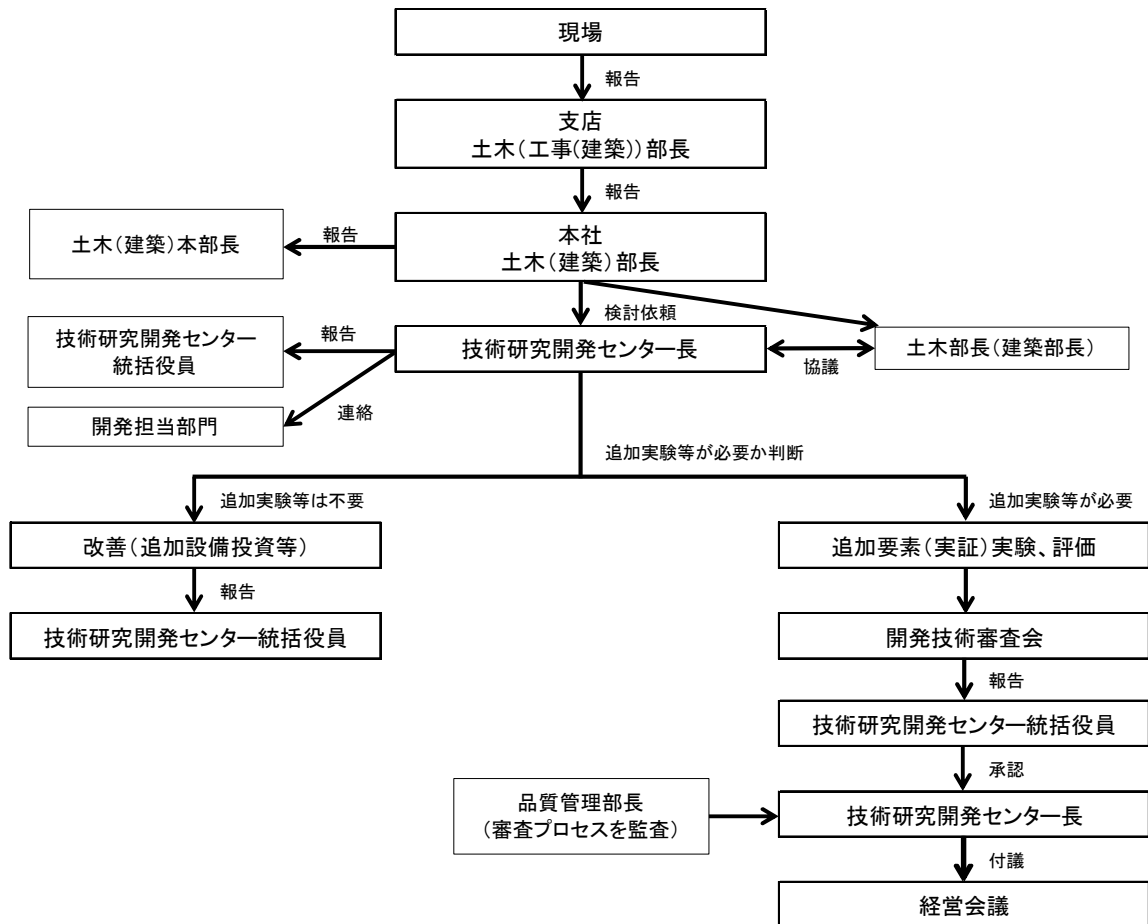 現場
報告
支店
土木（工事（建築））部長
報告
土木（建築）本部長
報告
本社
土木（建築）部長
検討依頼
技術研究開発センター
統括役員
報告
技術研究開発センター長
協議
土木部長（建築部長）
連絡
開発担当部門
追加実験等が必要か判断
追加実験等は不要
追加実験等が必要
改善（追加設備投資等）
追加要素（実証）実験、評価
報告
技術研究開発センター統括役員
開発技術審査会
報告
技術研究開発センター統括役員
承認
品質管理部長
（審査プロセスを監査）
技術研究開発センター長
付議
経営会議